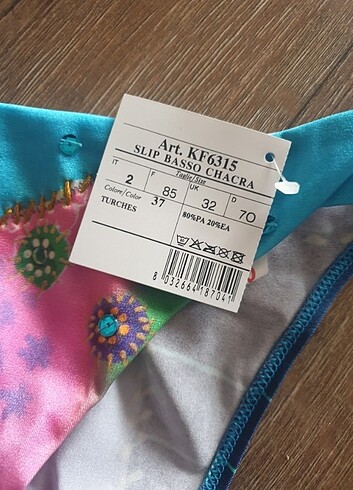 Art. KF6315
SLIP BASSO CHACRA
Taglie/Size
IT F UK D
2 85 32 70
Colore/Color 37
TURCHES 80%PA 20%EA
8 032664 187041